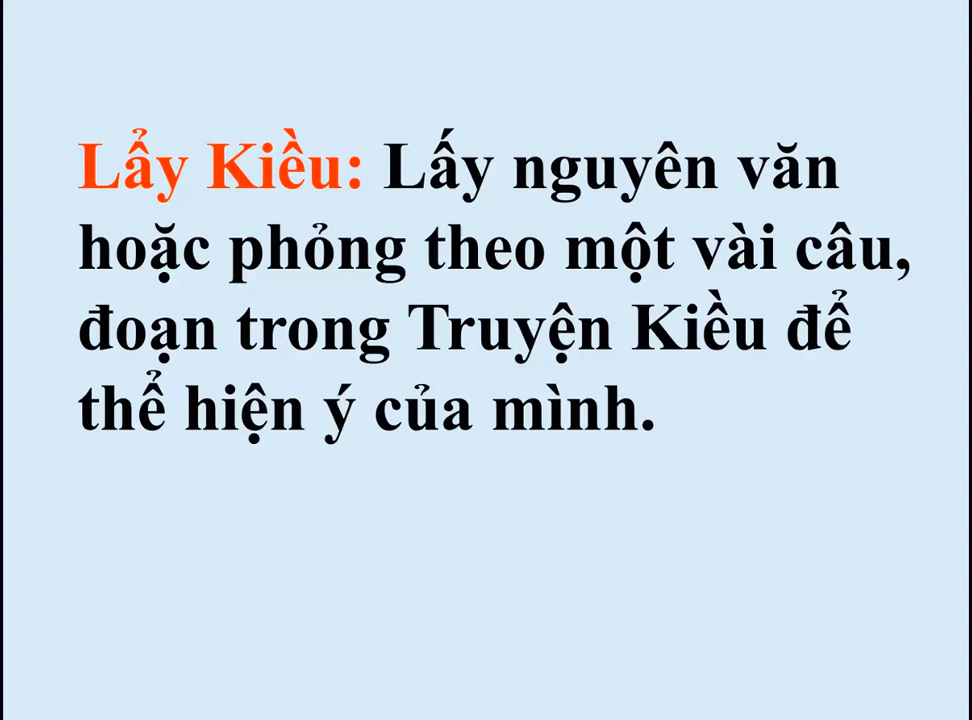 Lẩy Kiều: Lấy nguyên văn
hoặc phỏng theo một vài câu,
đoạn trong Truyện Kiều để
thể hiện ý của mình.